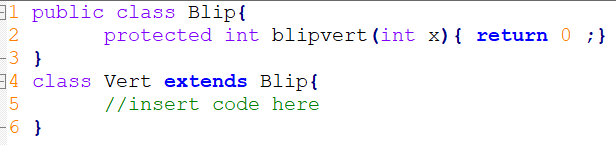 1 public class Blip{
2 protected int blipvert(int x){ return 0 ;}
3 }
4 class Vert extends Blip{
5 //insert code here
6 }